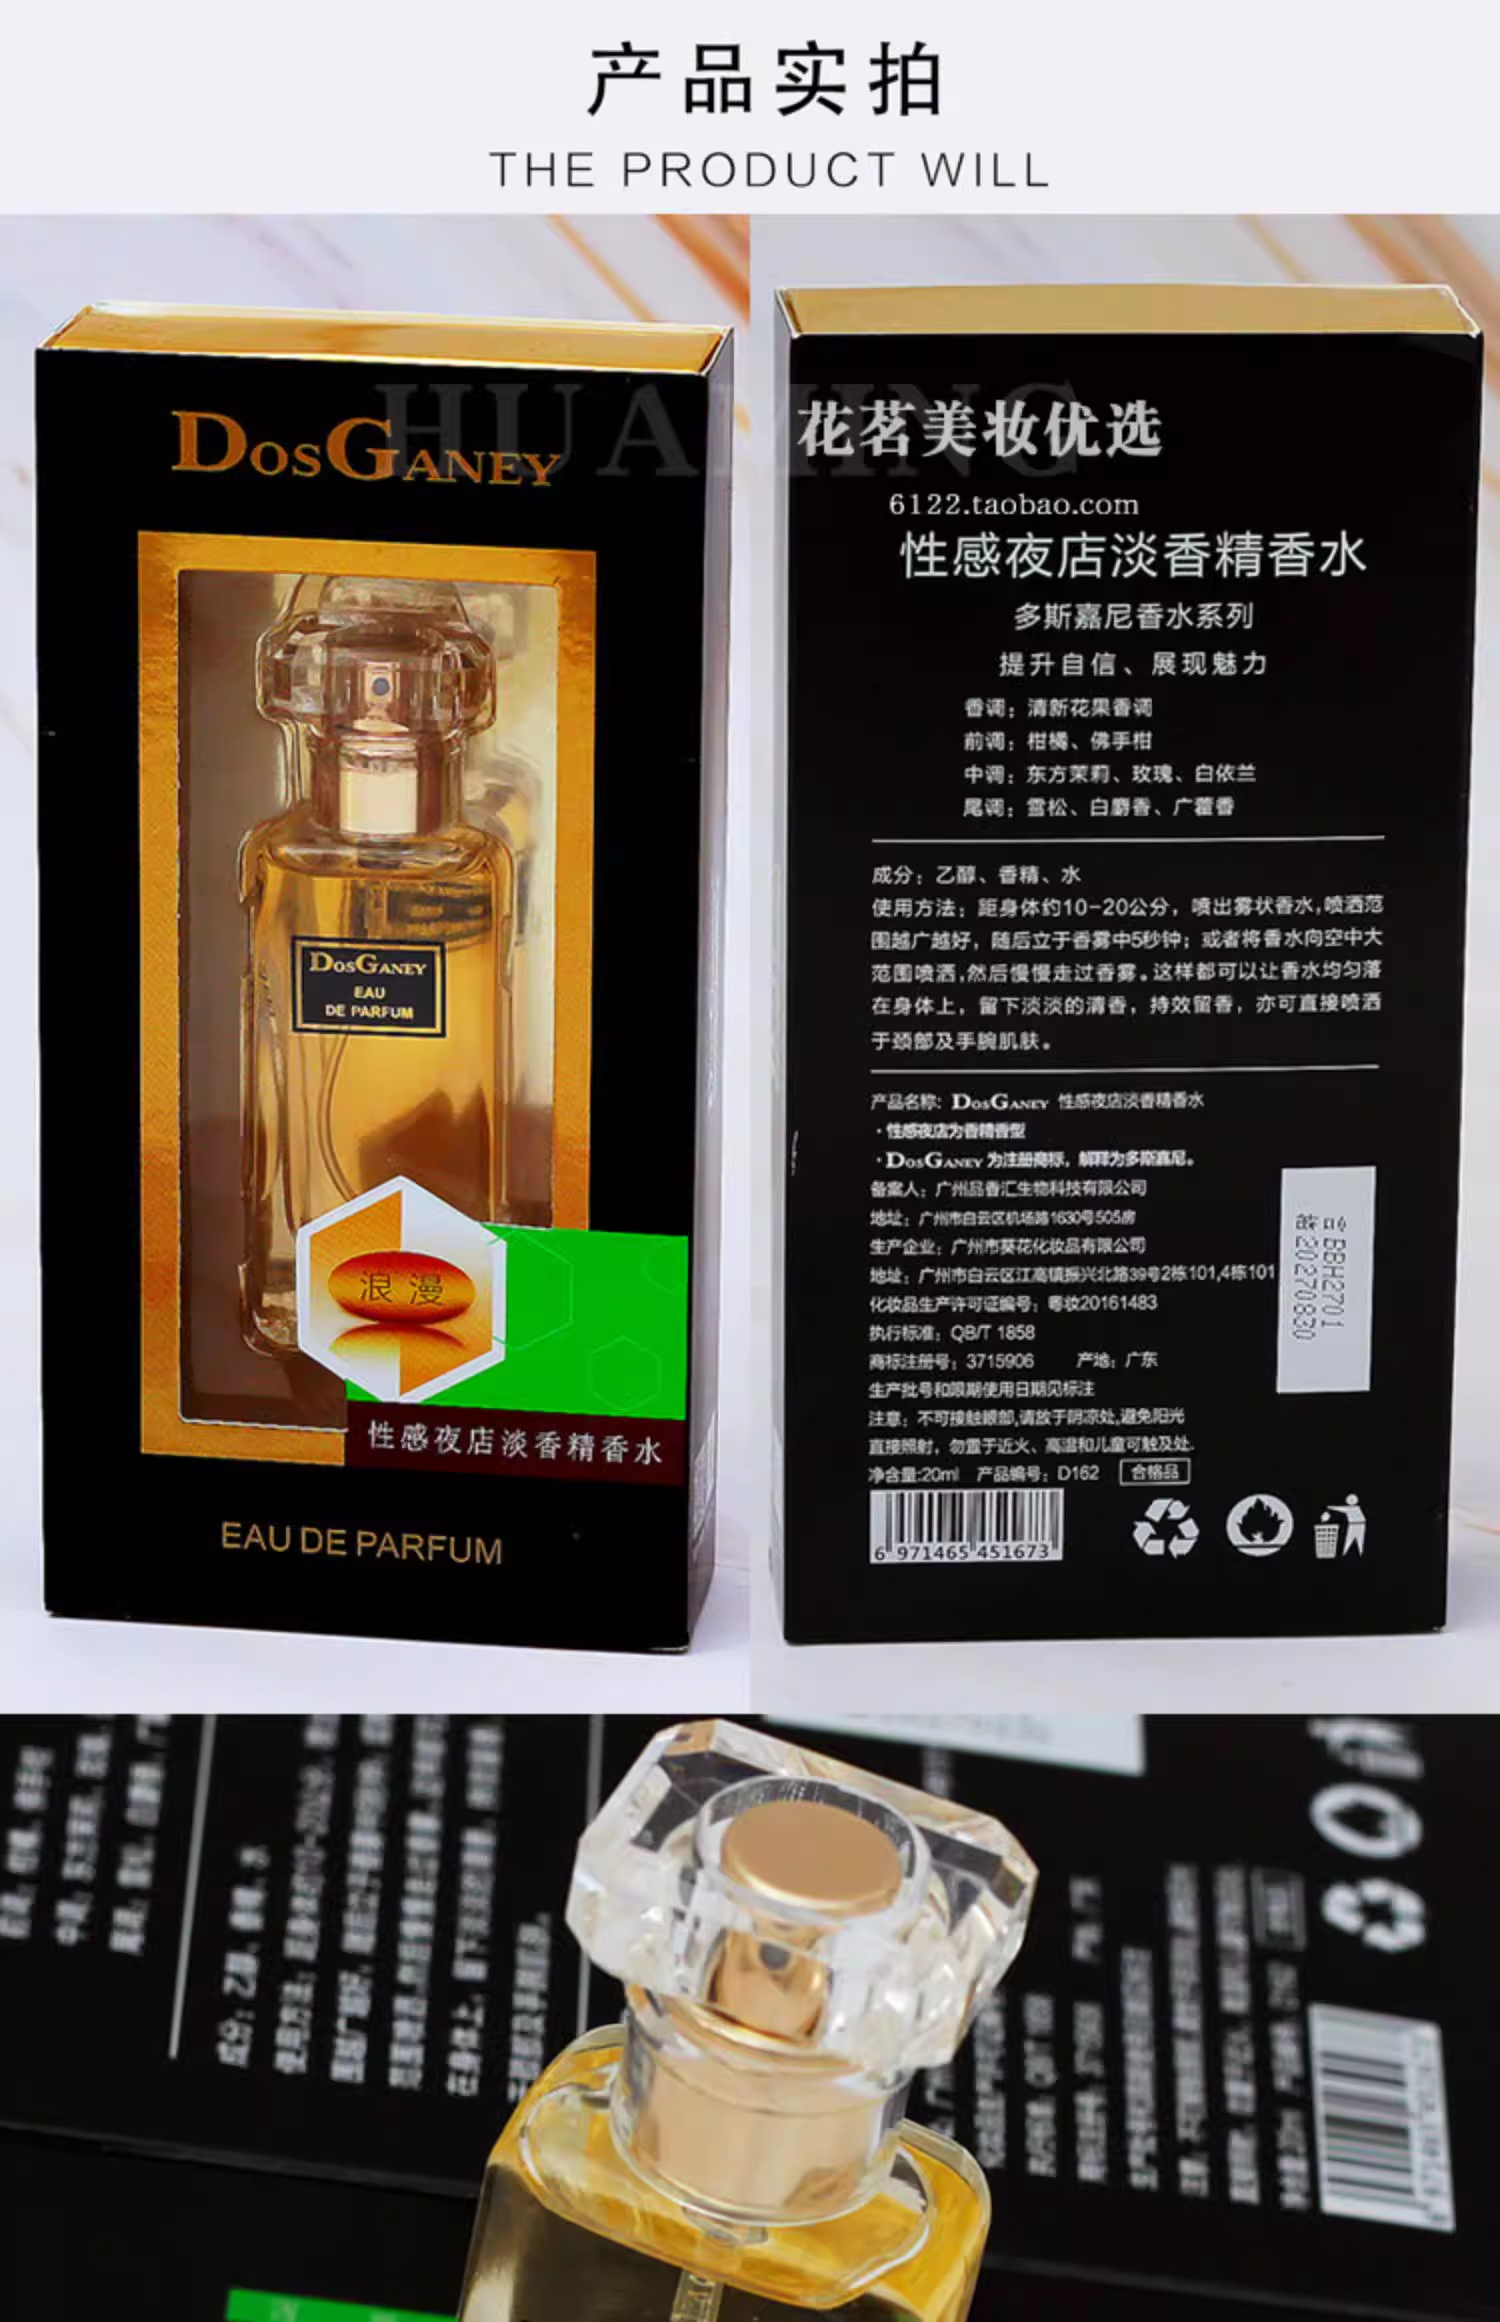 产品实拍
THE PRODUCT WILL
HUAMING
DOSGANEY
DOSGANEY
EAU
DE PARFUM
浪漫
性感夜店淡香精香水
EAU DE PARFUM
花茗美妆优选
6122.taobao.com
性感夜店淡香精香水
多斯嘉尼香水系列
提升自信、展现魅力
香调：清新花果香调
前调：柑橘、佛手柑
中调：东方茉莉、玫瑰、白依兰
尾调：雪松、白麝香、广藿香
成分：乙醇、香精、水
使用方法：距身体约10-20公分，喷出雾状香水,喷洒范
围越广越好，随后立于香雾中5秒钟；或者将香水向空中大
范围喷洒,然后慢慢走过香雾。这样都可以让香水均匀落
在身体上，留下淡淡的清香，持效留香，亦可直接喷洒
于颈部及手腕肌肤。
产品名称：DOSGANEY 性感夜店淡香精香水
·性感夜店为香精香型
·DOSGANEY 为注册商标，解释为多斯嘉尼。
备案人：广州品香汇生物科技有限公司
地址：广州市白云区机场路1630号505房
生产企业：广州市葵花化妆品有限公司
地址：广州市白云区江高镇振兴北路39号2栋101,4栋101
化妆品生产许可证编号：粤妆20161483
执行标准：QB/T 1858
商标注册号：3715906 产地：广东
生产批号和限期使用日期见标注
注意：不可接触眼部,请放于阴凉处,避免阳光
直接照射，勿置于近火、高温和儿童可触及处.
净含量:20ml 产品编号：D162 合格品
6 971465 451673
BBH2701
20270830